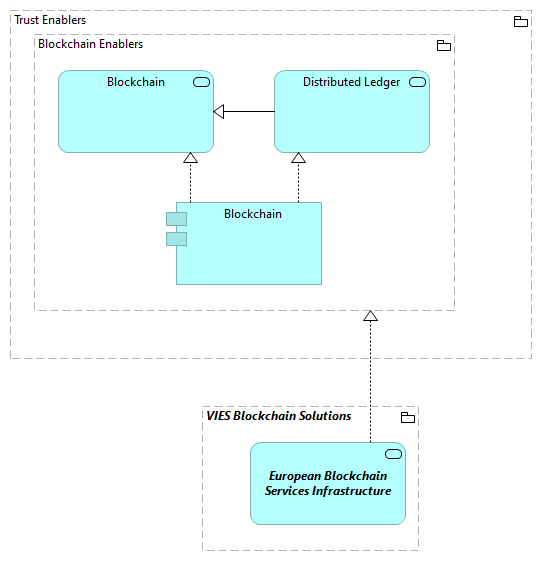 Trust Enablers
Blockchain Enablers
Blockchain
Distributed Ledger
Blockchain
VIES Blockchain Solutions
European Blockchain
Services Infrastructure